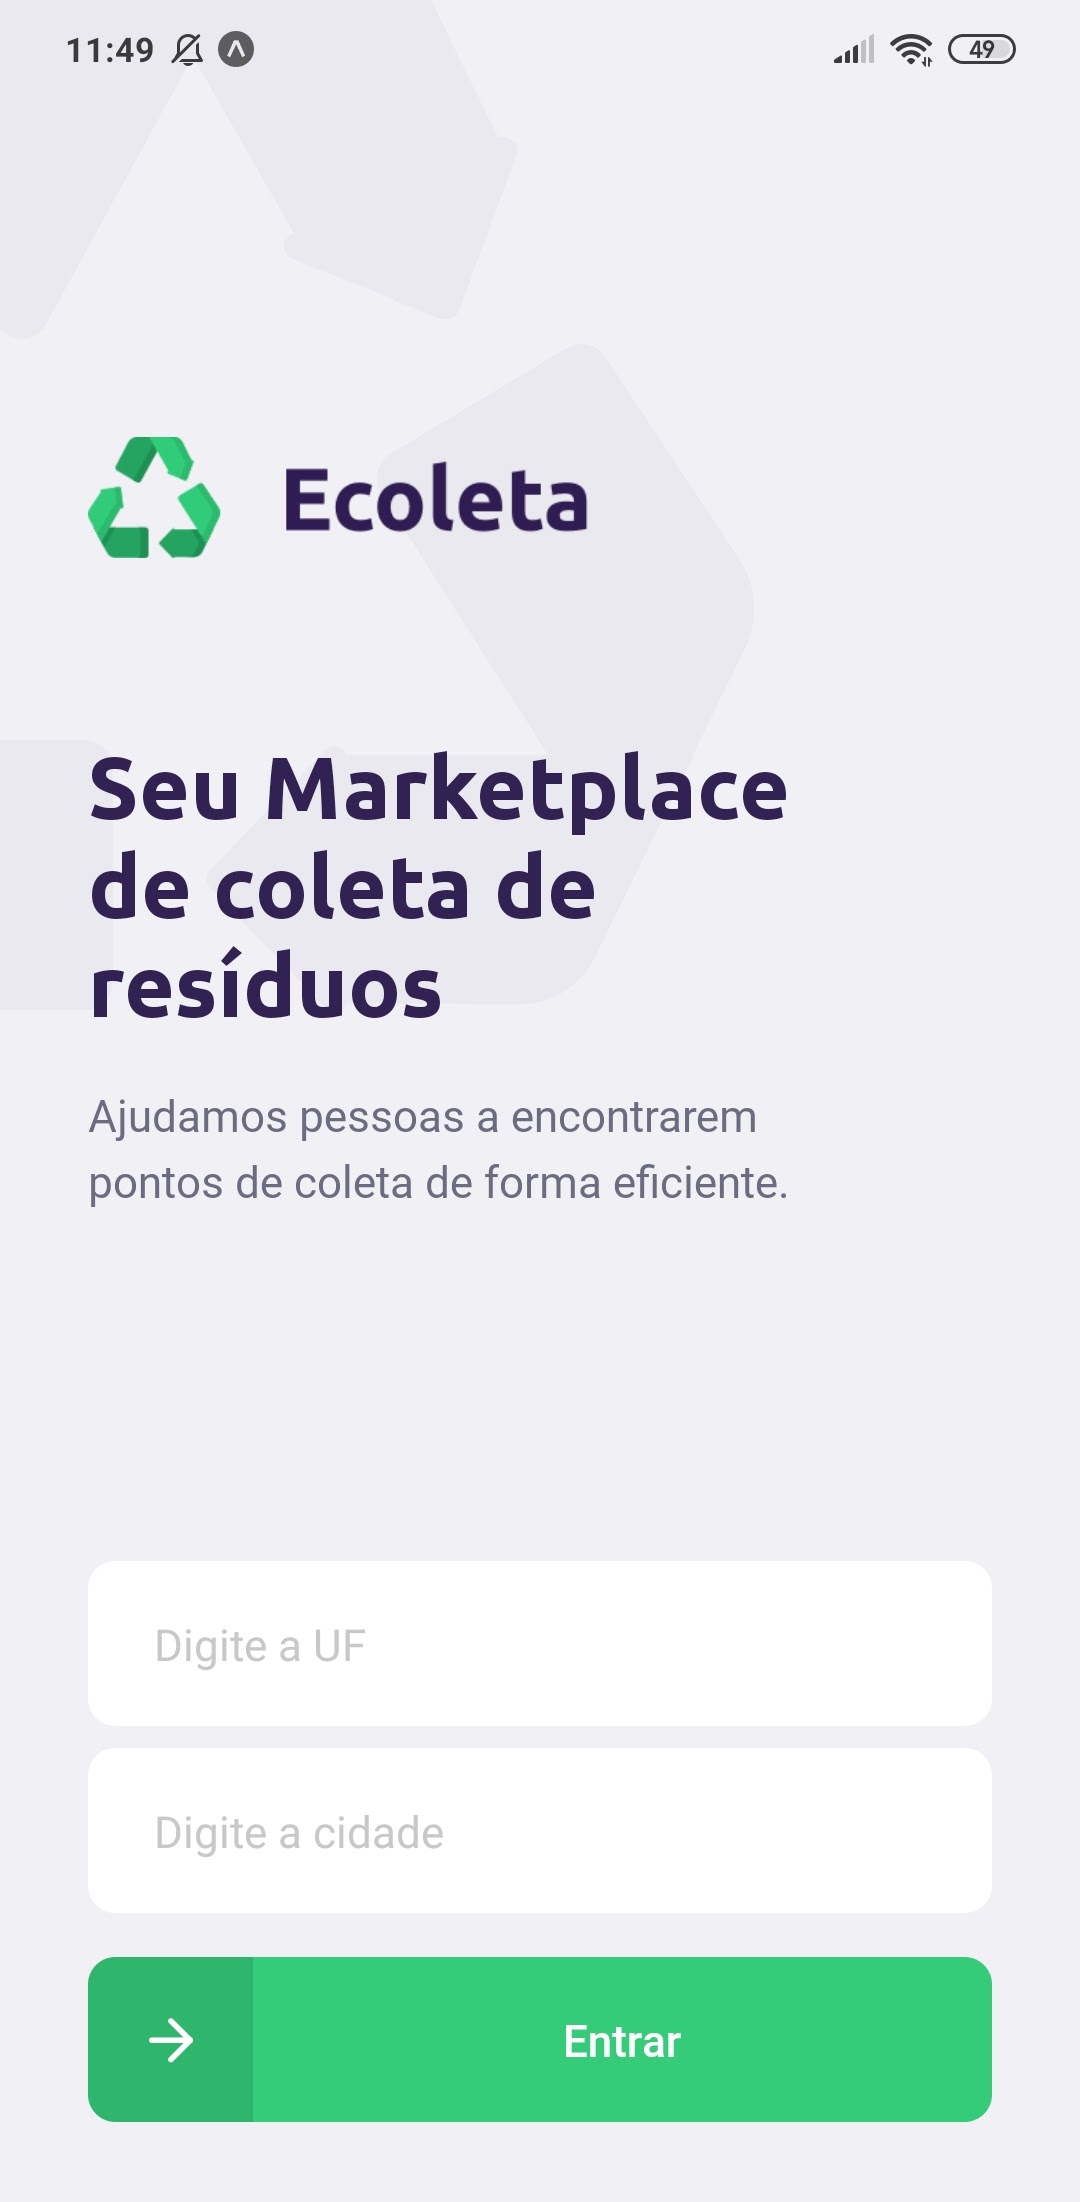 11:49
49
Ecoleta
Seu Marketplace
de coleta de
resíduos
Ajudamos pessoas a encontrarem
pontos de coleta de forma eficiente.
Digite a UF
Digite a cidade
Entrar